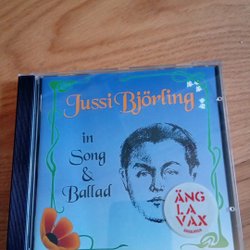 Jussi Björling
in
Song
&
Ballad
ÄNG
LA
VAX